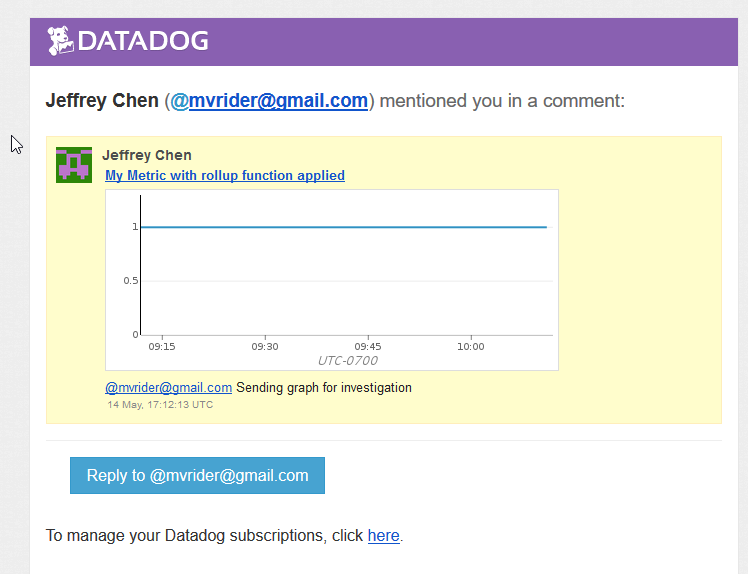 DATADOG
Jeffrey Chen (@mvrider@gmail.com) mentioned you in a comment:
Jeffrey Chen
My Metric with rollup function applied
1
0.5
0
09:15 09:30 09:45 10:00
UTC-0700
@mvrider@gmail.com Sending graph for investigation
14 May, 17:12:13 UTC
Reply to @mvrider@gmail.com
To manage your Datadog subscriptions, click here.